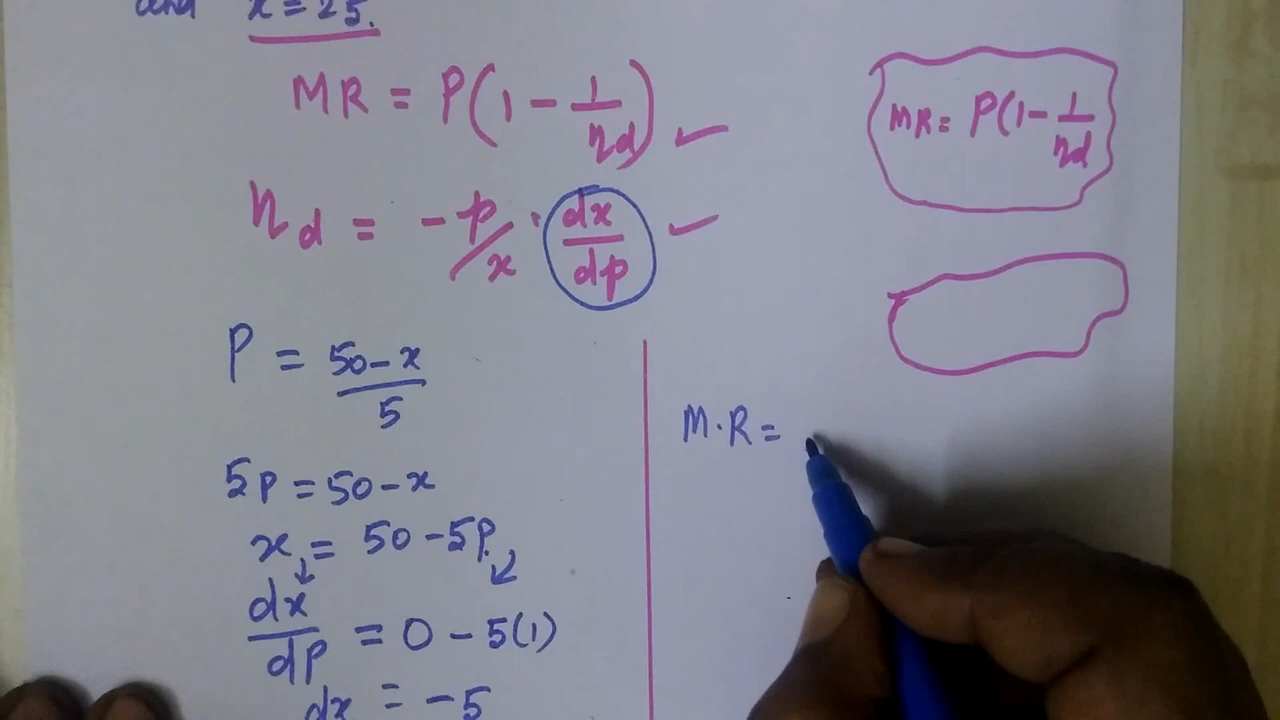 and x = 25.
MR = P(1 - 1/ηd)
ηd = - p/x · dx/dp
P = 50 - x / 5
5P = 50 - x
x = 50 - 5P
dx/dp = 0 - 5(1)
dx = -5
MR = P(1 - 1/ηd
M.R =